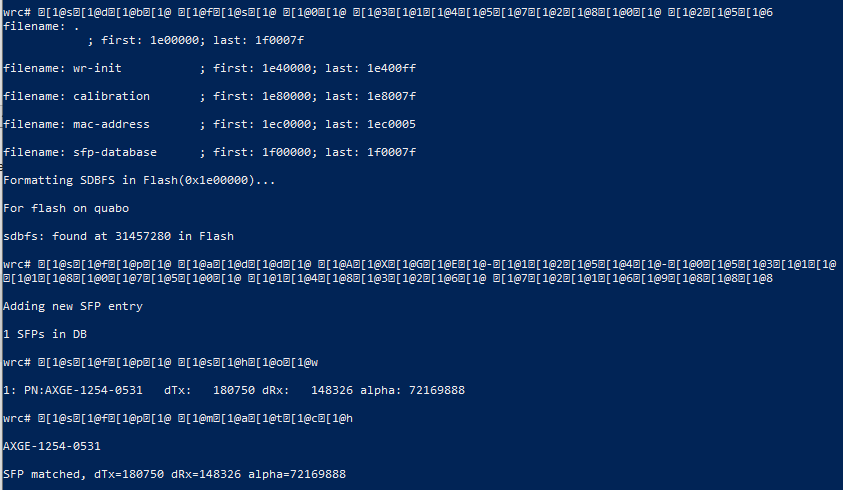 wrc# ⍰[1@s⍰[1@d⍰[1@b⍰[1@ ⍰[1@f⍰[1@s⍰[1@ ⍰[1@0⍰[1@ ⍰[1@3⍰[1@1⍰[1@4⍰[1@5⍰[1@7⍰[1@2⍰[1@8⍰[1@0⍰[1@ ⍰[1@2⍰[1@5⍰[1@6
filename: .
; first: 1e00000; last: 1f0007f
filename: wr-init ; first: 1e40000; last: 1e400ff
filename: calibration ; first: 1e80000; last: 1e8007f
filename: mac-address ; first: 1ec0000; last: 1ec0005
filename: sfp-database ; first: 1f00000; last: 1f0007f
Formatting SDBFS in Flash(0x1e00000)...
For flash on quabo
sdbfs: found at 31457280 in Flash
wrc# ⍰[1@s⍰[1@f⍰[1@p⍰[1@ ⍰[1@a⍰[1@d⍰[1@d⍰[1@ ⍰[1@A⍰[1@X⍰[1@G⍰[1@E⍰[1@-⍰[1@1⍰[1@2⍰[1@5⍰[1@4⍰[1@-⍰[1@0⍰[1@5⍰[1@3⍰[1@1⍰[1@
⍰[1@1⍰[1@8⍰[1@0⍰[1@7⍰[1@5⍰[1@0⍰[1@ ⍰[1@1⍰[1@4⍰[1@8⍰[1@3⍰[1@2⍰[1@6⍰[1@ ⍰[1@7⍰[1@2⍰[1@1⍰[1@6⍰[1@9⍰[1@8⍰[1@8⍰[1@8
Adding new SFP entry
1 SFPs in DB
wrc# ⍰[1@s⍰[1@f⍰[1@p⍰[1@ ⍰[1@s⍰[1@h⍰[1@o⍰[1@w
1: PN:AXGE-1254-0531 dTx: 180750 dRx: 148326 alpha: 72169888
wrc# ⍰[1@s⍰[1@f⍰[1@p⍰[1@ ⍰[1@m⍰[1@a⍰[1@t⍰[1@c⍰[1@h
AXGE-1254-0531
SFP matched, dTx=180750 dRx=148326 alpha=72169888